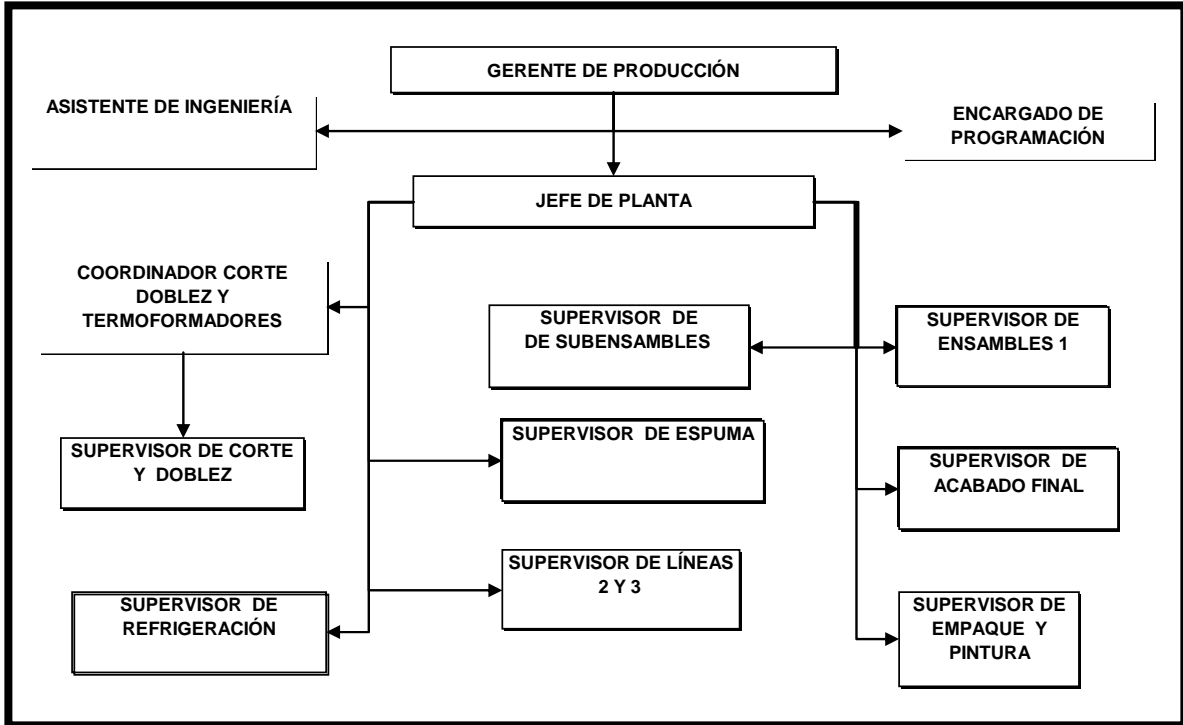 GERENTE DE PRODUCCIÓN
ASISTENTE DE INGENIERÍA
ENCARGADO DE
PROGRAMACIÓN
JEFE DE PLANTA
COORDINADOR CORTE
DOBLEZ Y
TERMOFORMADORES
SUPERVISOR DE
DE SUBENSAMBLES
SUPERVISOR DE
ENSAMBLES 1
SUPERVISOR DE CORTE
Y DOBLEZ
SUPERVISOR DE ESPUMA
SUPERVISOR DE
ACABADO FINAL
SUPERVISOR DE
REFRIGERACIÓN
SUPERVISOR DE LÍNEAS
2 Y 3
SUPERVISOR DE
EMPAQUE Y
PINTURA